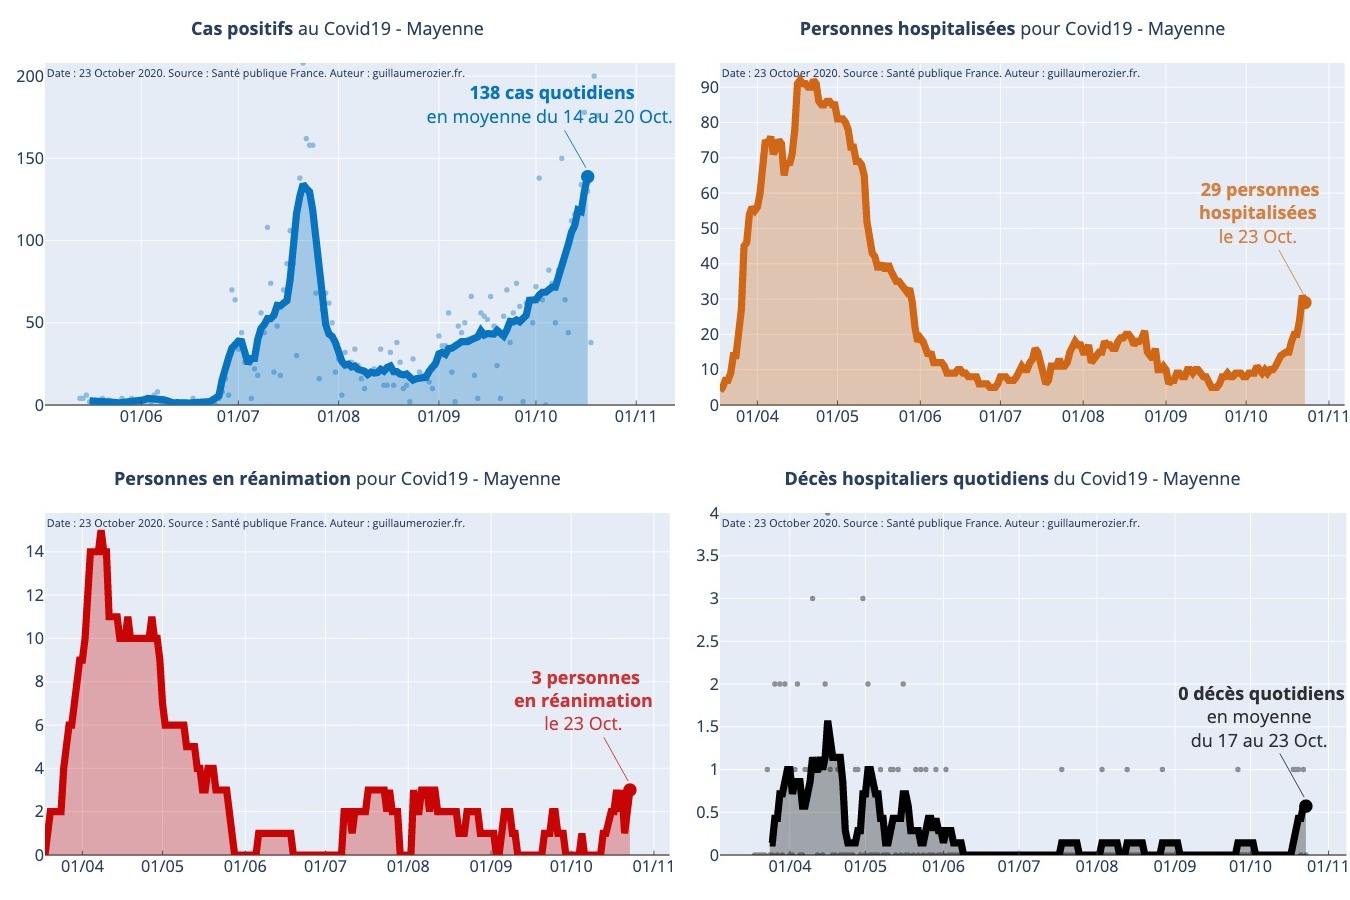 Cas positifs au Covid19 - Mayenne
Date : 23 October 2020. Source : Santé publique France. Auteur : guillaumerozier.fr.
138 cas quotidiens
en moyenne du 14 au 20 Oct.
200
150
100
50
0
01/06 01/07 01/08 01/09 01/10 01/11
Personnes hospitalisées pour Covid19 - Mayenne
Date : 23 October 2020. Source : Santé publique France. Auteur : guillaumerozier.fr.
29 personnes
hospitalisées
le 23 Oct.
90
80
70
60
50
40
30
20
10
0
01/04 01/05 01/06 01/07 01/08 01/09 01/10 01/11
Personnes en réanimation pour Covid19 - Mayenne
Date : 23 October 2020. Source : Santé publique France. Auteur : guillaumerozier.fr.
3 personnes
en réanimation
le 23 Oct.
14
12
10
8
6
4
2
0
01/04 01/05 01/06 01/07 01/08 01/09 01/10 01/11
Décès hospitaliers quotidiens du Covid19 - Mayenne
Date : 23 October 2020. Source : Santé publique France. Auteur : guillaumerozier.fr.
0 décès quotidiens
en moyenne
du 17 au 23 Oct.
4
3.5
3
2.5
2
1.5
1
0.5
0
01/04 01/05 01/06 01/07 01/08 01/09 01/10 01/11